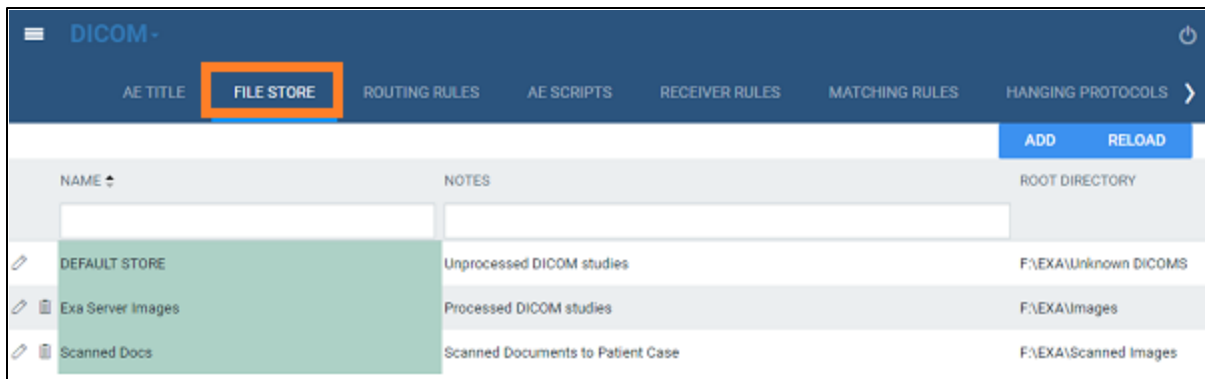 DICOM
AE TITLE FILE STORE ROUTING RULES AE SCRIPTS RECEIVER RULES MATCHING RULES HANGING PROTOCOLS
ADD RELOAD
NAME NOTES ROOT DIRECTORY
DEFAULT STORE Unprocessed DICOM studies F:\EXA\Unknown DICOMS
Exa Server Images Processed DICOM studies F:\EXA\Images
Scanned Docs Scanned Documents to Patient Case F:\EXA\Scanned Images